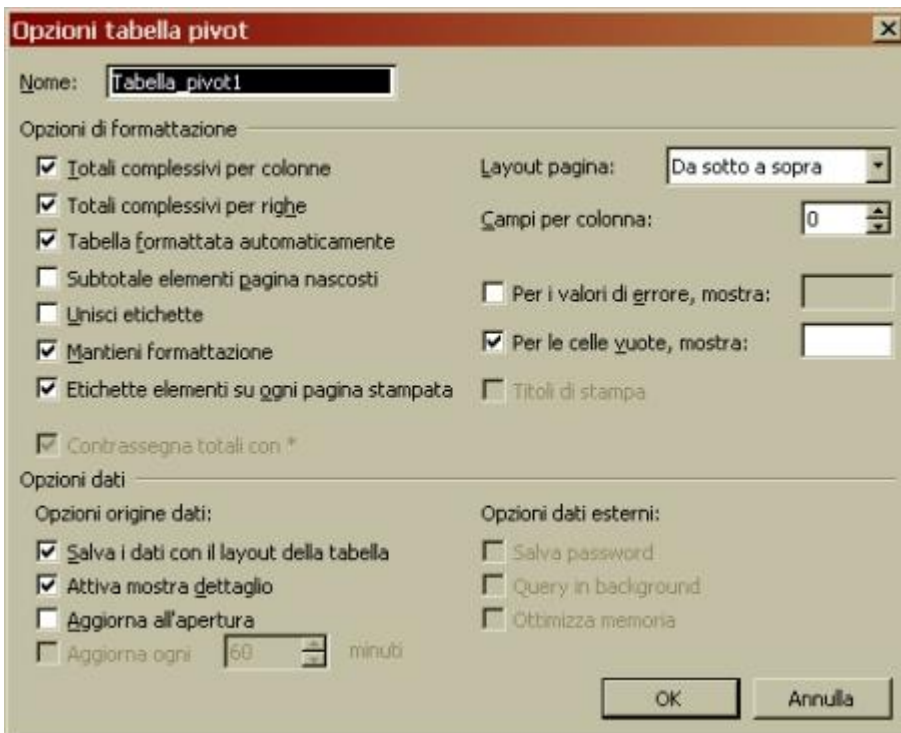 Opzioni tabella pivot
Nome: Tabella_pivot1
Opzioni di formattazione
Totali complessivi per colonne
Totali complessivi per righe
Tabella formattata automaticamente
Subtotale elementi pagina nascosti
Unisci etichette
Mantieni formattazione
Etichette elementi su ogni pagina stampata
Contrassegna totali con *
Layout pagina: Da sotto a sopra
Campi per colonna: 0
Per i valori di errore, mostra:
Per le celle vuote, mostra:
Titoli di stampa
Opzioni dati
Opzioni origine dati:
Salva i dati con il layout della tabella
Attiva mostra dettaglio
Aggiorna all'apertura
Aggiorna ogni 60 minuti
Opzioni dati esterni:
Salva password
Query in background
Ottimizza memoria
OK Annulla